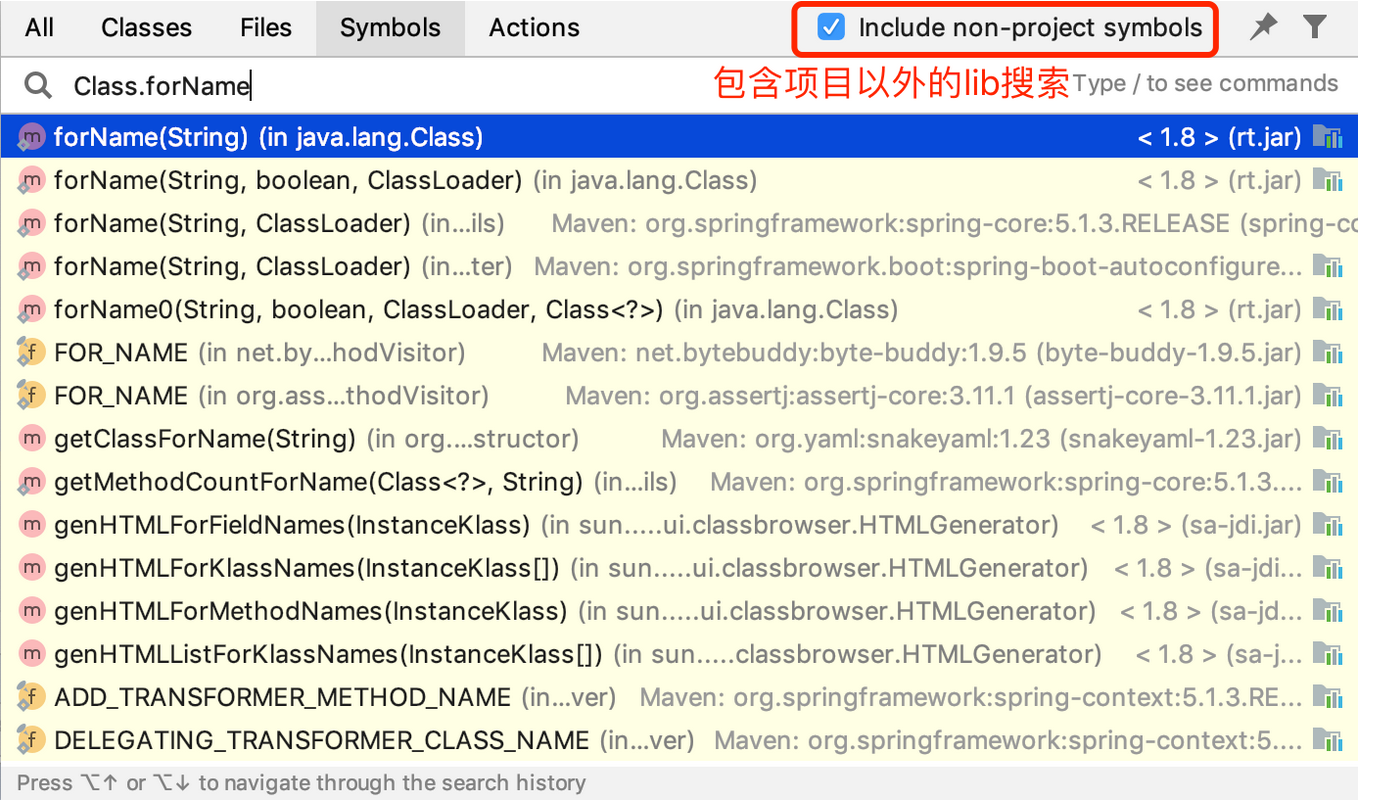 All Classes Files Symbols Actions Include non-project symbols
Class.forName 包含项目以外的lib搜索 Type / to see commands
m forName(String) (in java.lang.Class) < 1.8 > (rt.jar)
m forName(String, boolean, ClassLoader) (in java.lang.Class) < 1.8 > (rt.jar)
m forName(String, ClassLoader) (in...ils) Maven: org.springframework:spring-core:5.1.3.RELEASE (spring-co
m forName(String, ClassLoader) (in...ter) Maven: org.springframework.boot:spring-boot-autoconfigure...
m forName0(String, boolean, ClassLoader, Class<?>) (in java.lang.Class) < 1.8 > (rt.jar)
f FOR_NAME (in net.by...hodVisitor) Maven: net.bytebuddy:byte-buddy:1.9.5 (byte-buddy-1.9.5.jar)
f FOR_NAME (in org.ass...thodVisitor) Maven: org.assertj:assertj-core:3.11.1 (assertj-core-3.11.1.jar)
m getClassForName(String) (in org....structor) Maven: org.yaml:snakeyaml:1.23 (snakeyaml-1.23.jar)
m getMethodCountForName(Class<?>, String) (in...ils) Maven: org.springframework:spring-core:5.1.3....
m genHTMLForFieldNames(InstanceKlass) (in sun.....ui.classbrowser.HTMLGenerator) < 1.8 > (sa-jdi.jar)
m genHTMLForKlassNames(InstanceKlass[]) (in sun.....ui.classbrowser.HTMLGenerator) < 1.8 > (sa-jdi...
m genHTMLForMethodNames(InstanceKlass) (in sun.....ui.classbrowser.HTMLGenerator) < 1.8 > (sa-jd...
m genHTMLListForKlassNames(InstanceKlass[]) (in sun.....classbrowser.HTMLGenerator) < 1.8 > (sa-j...
f ADD_TRANSFORMER_METHOD_NAME (in...ver) Maven: org.springframework:spring-context:5.1.3.RE...
f DELEGATING_TRANSFORMER_CLASS_NAME (in...ver) Maven: org.springframework:spring-context:5....
Press ⌥↑ or ⌥↓ to navigate through the search history